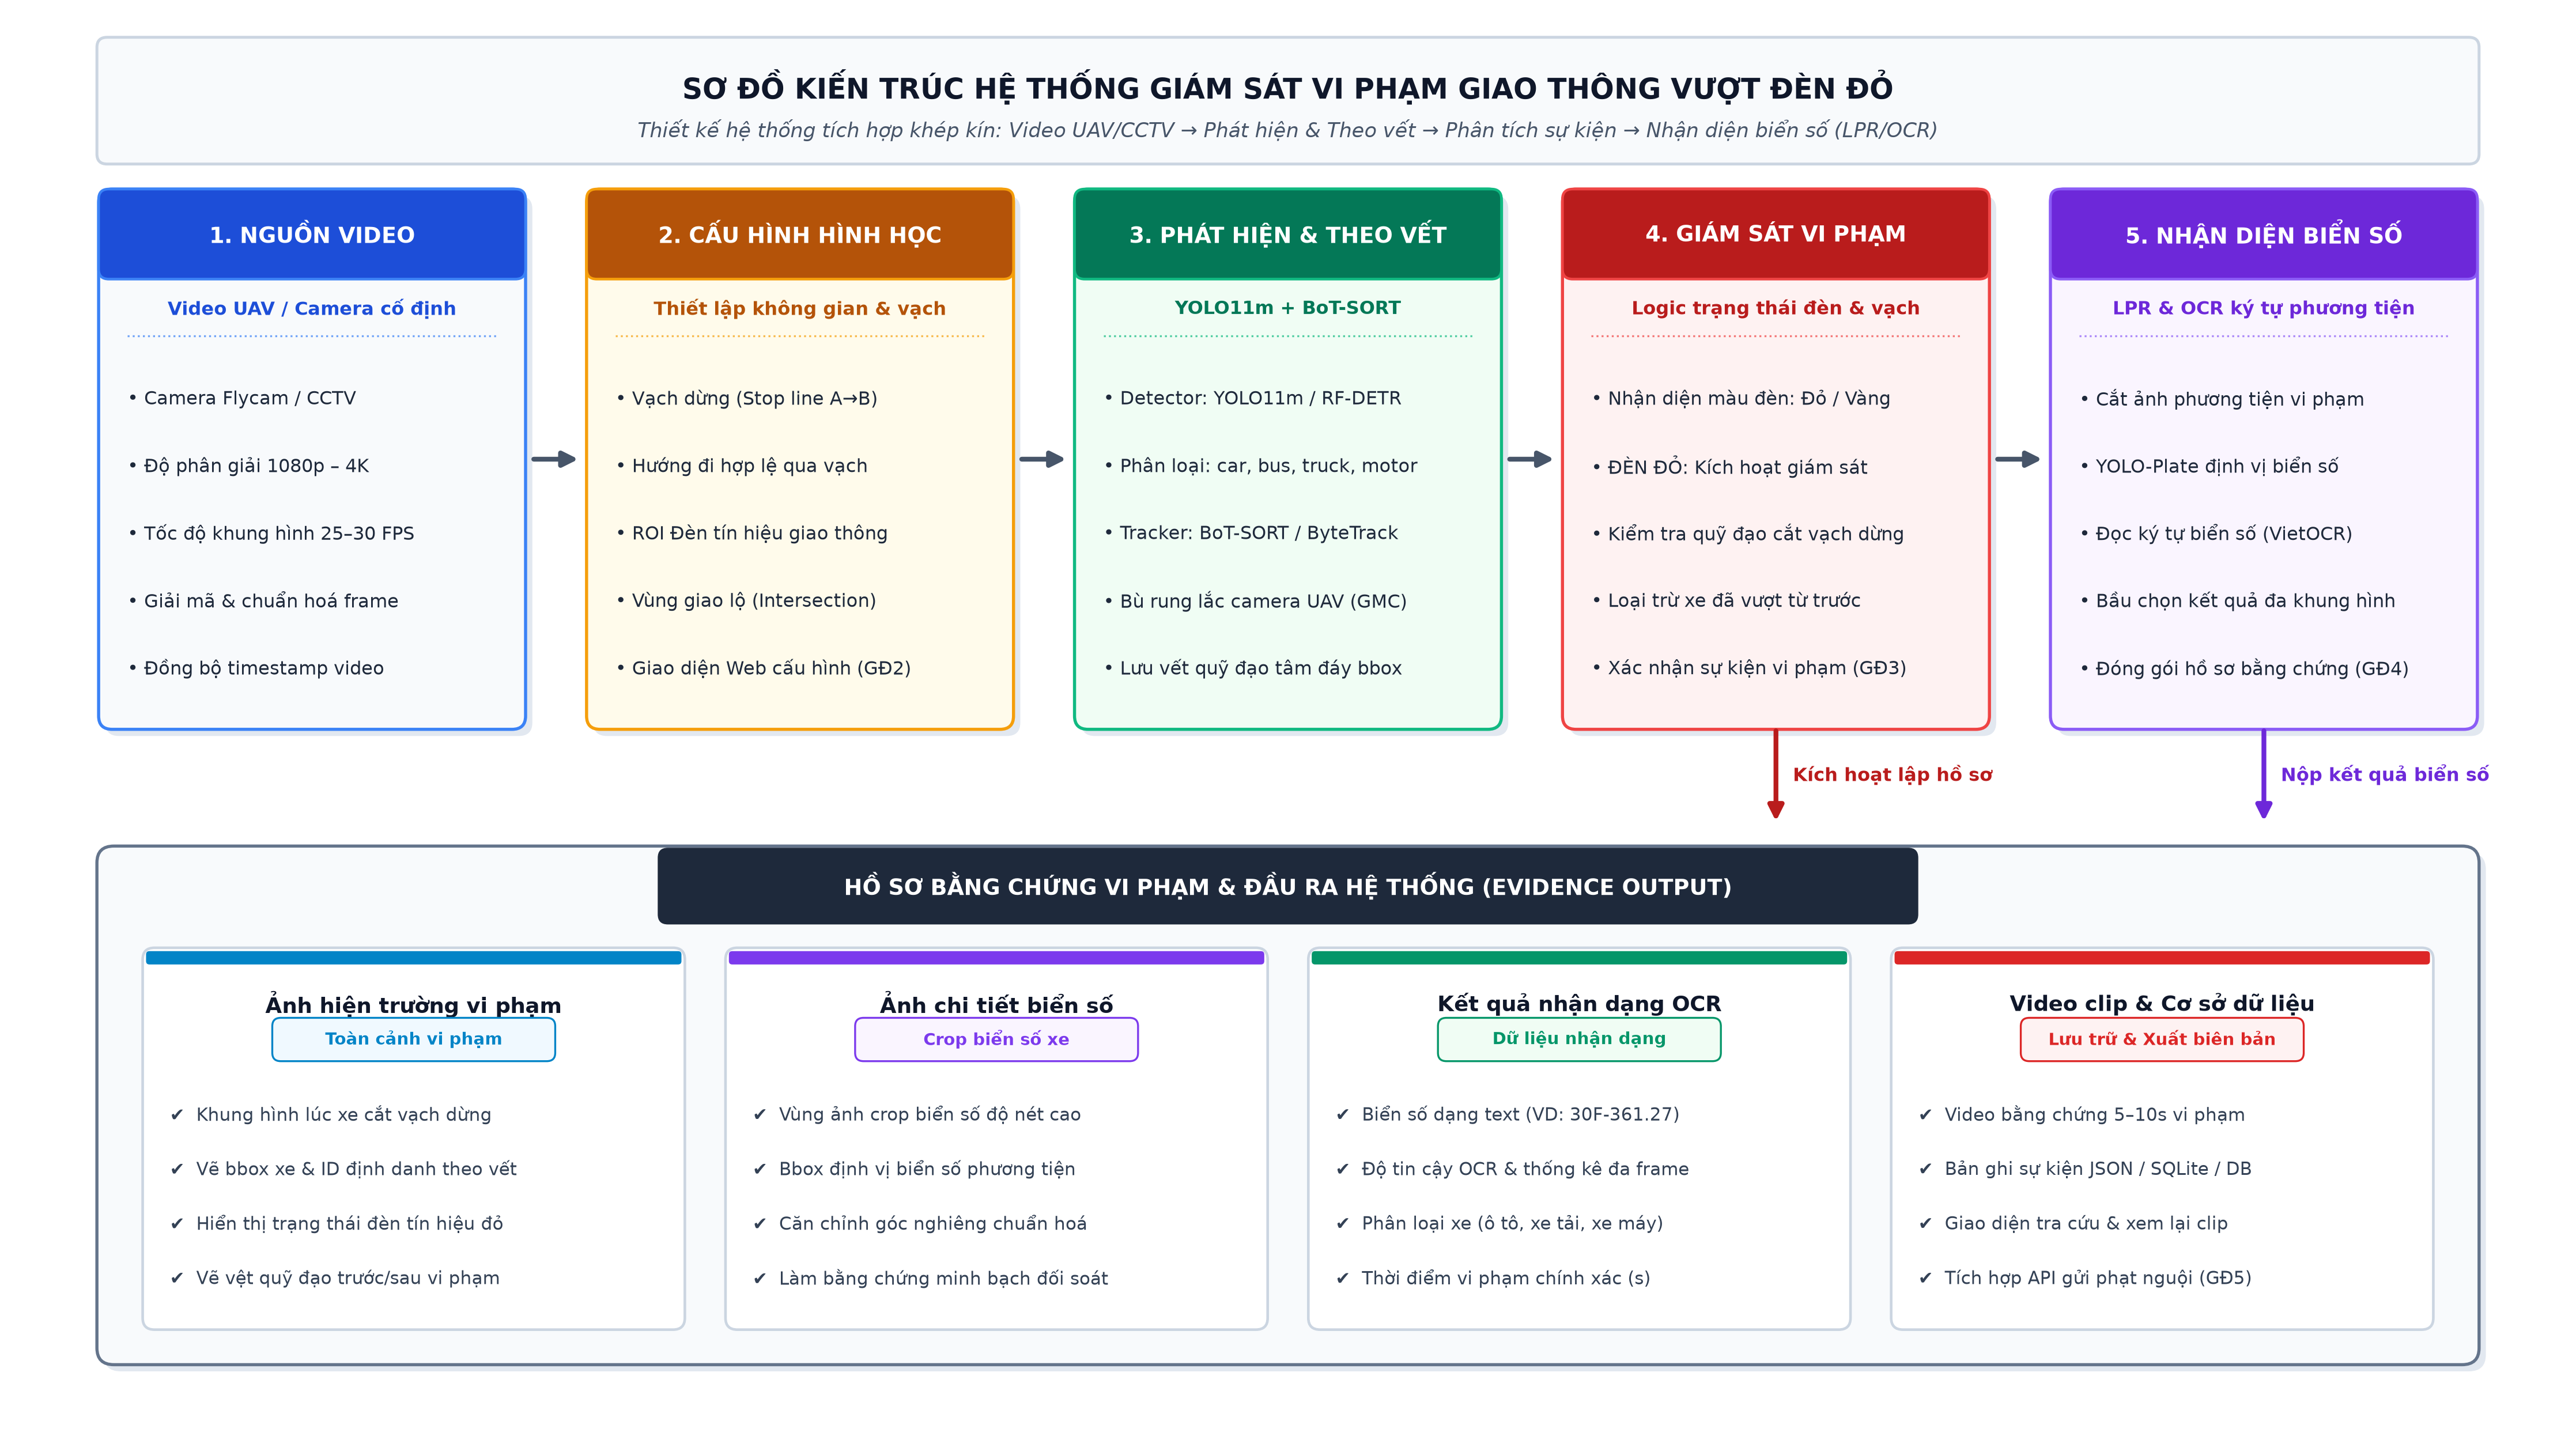 SƠ ĐỒ KIẾN TRÚC HỆ THỐNG GIÁM SÁT VI PHẠM GIAO THÔNG VƯỢT ĐÈN ĐỎ
Thiết kế hệ thống tích hợp khép kín: Video UAV/CCTV → Phát hiện & Theo vết → Phân tích sự kiện → Nhận diện biển số (LPR/OCR)
1. NGUỒN VIDEO
Video UAV / Camera cố định
• Camera Flycam / CCTV
• Độ phân giải 1080p – 4K
• Tốc độ khung hình 25–30 FPS
• Giải mã & chuẩn hoá frame
• Đồng bộ timestamp video
2. CẤU HÌNH HÌNH HỌC
Thiết lập không gian & vạch
• Vạch dừng (Stop line A→B)
• Hướng đi hợp lệ qua vạch
• ROI Đèn tín hiệu giao thông
• Vùng giao lộ (Intersection)
• Giao diện Web cấu hình (GĐ2)
3. PHÁT HIỆN & THEO VẾT
YOLO11m + BoT-SORT
• Detector: YOLO11m / RF-DETR
• Phân loại: car, bus, truck, motor
• Tracker: BoT-SORT / ByteTrack
• Bù rung lắc camera UAV (GMC)
• Lưu vết quỹ đạo tâm đáy bbox
4. GIÁM SÁT VI PHẠM
Logic trạng thái đèn & vạch
• Nhận diện màu đèn: Đỏ / Vàng
• ĐÈN ĐỎ: Kích hoạt giám sát
• Kiểm tra quỹ đạo cắt vạch dừng
• Loại trừ xe đã vượt từ trước
• Xác nhận sự kiện vi phạm (GĐ3)
5. NHẬN DIỆN BIỂN SỐ
LPR & OCR ký tự phương tiện
• Cắt ảnh phương tiện vi phạm
• YOLO-Plate định vị biển số
• Đọc ký tự biển số (VietOCR)
• Bầu chọn kết quả đa khung hình
• Đóng gói hồ sơ bằng chứng (GĐ4)
Kích hoạt lập hồ sơ
Nộp kết quả biển số
HỒ SƠ BẰNG CHỨNG VI PHẠM & ĐẦU RA HỆ THỐNG (EVIDENCE OUTPUT)
Ảnh hiện trường vi phạm
Toàn cảnh vi phạm
✔ Khung hình lúc xe cắt vạch dừng
✔ Vẽ bbox xe & ID định danh theo vết
✔ Hiển thị trạng thái đèn tín hiệu đỏ
✔ Vẽ vệt quỹ đạo trước/sau vi phạm
Ảnh chi tiết biển số
Crop biển số xe
✔ Vùng ảnh crop biển số độ nét cao
✔ Bbox định vị biển số phương tiện
✔ Căn chỉnh góc nghiêng chuẩn hoá
✔ Làm bằng chứng minh bạch đối soát
Kết quả nhận dạng OCR
Dữ liệu nhận dạng
✔ Biển số dạng text (VD: 30F-361.27)
✔ Độ tin cậy OCR & thống kê đa frame
✔ Phân loại xe (ô tô, xe tải, xe máy)
✔ Thời điểm vi phạm chính xác (s)
Video clip & Cơ sở dữ liệu
Lưu trữ & Xuất biên bản
✔ Video bằng chứng 5–10s vi phạm
✔ Bản ghi sự kiện JSON / SQLite / DB
✔ Giao diện tra cứu & xem lại clip
✔ Tích hợp API gửi phạt nguội (GĐ5)